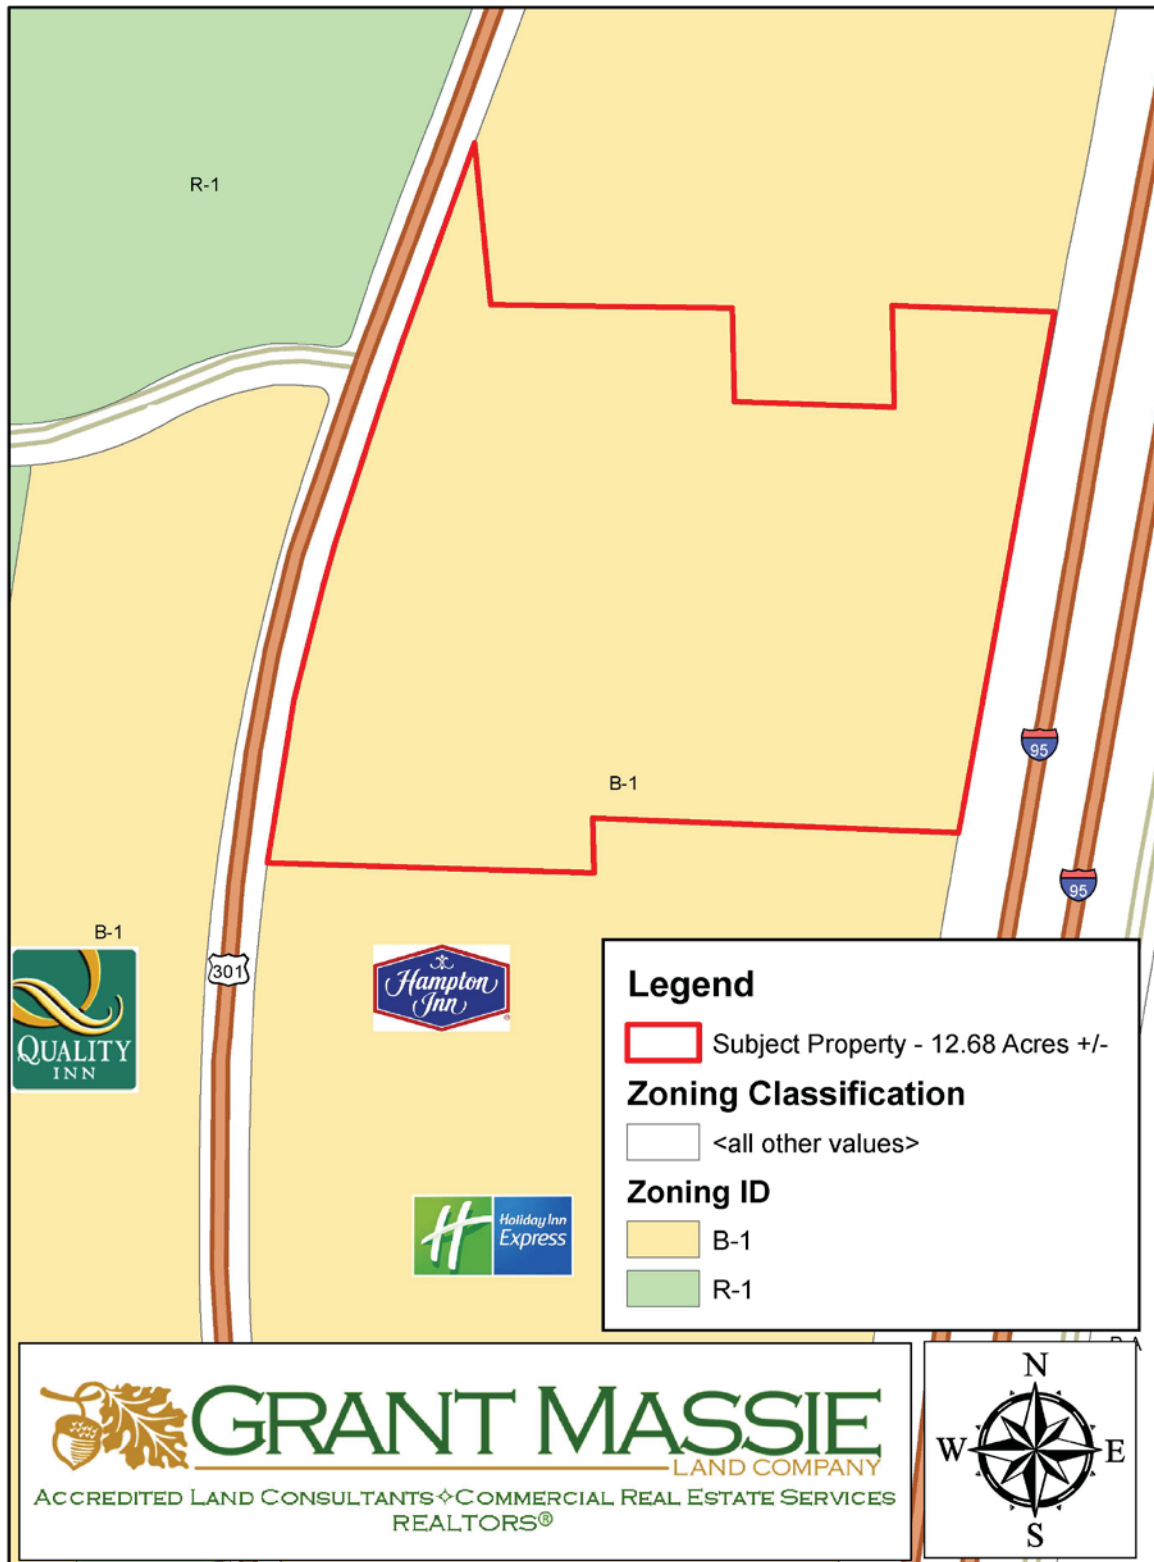 R-1
B-1
95
95
B-1
301
QUALITY
INN
Hampton
Inn
Holiday Inn
Express
Legend
Subject Property - 12.68 Acres +/-
Zoning Classification
<all other values>
Zoning ID
B-1
R-1
GRANT MASSIE
LAND COMPANY
ACCREDITED LAND CONSULTANTS✧COMMERCIAL REAL ESTATE SERVICES
REALTORS®
N
W E
S